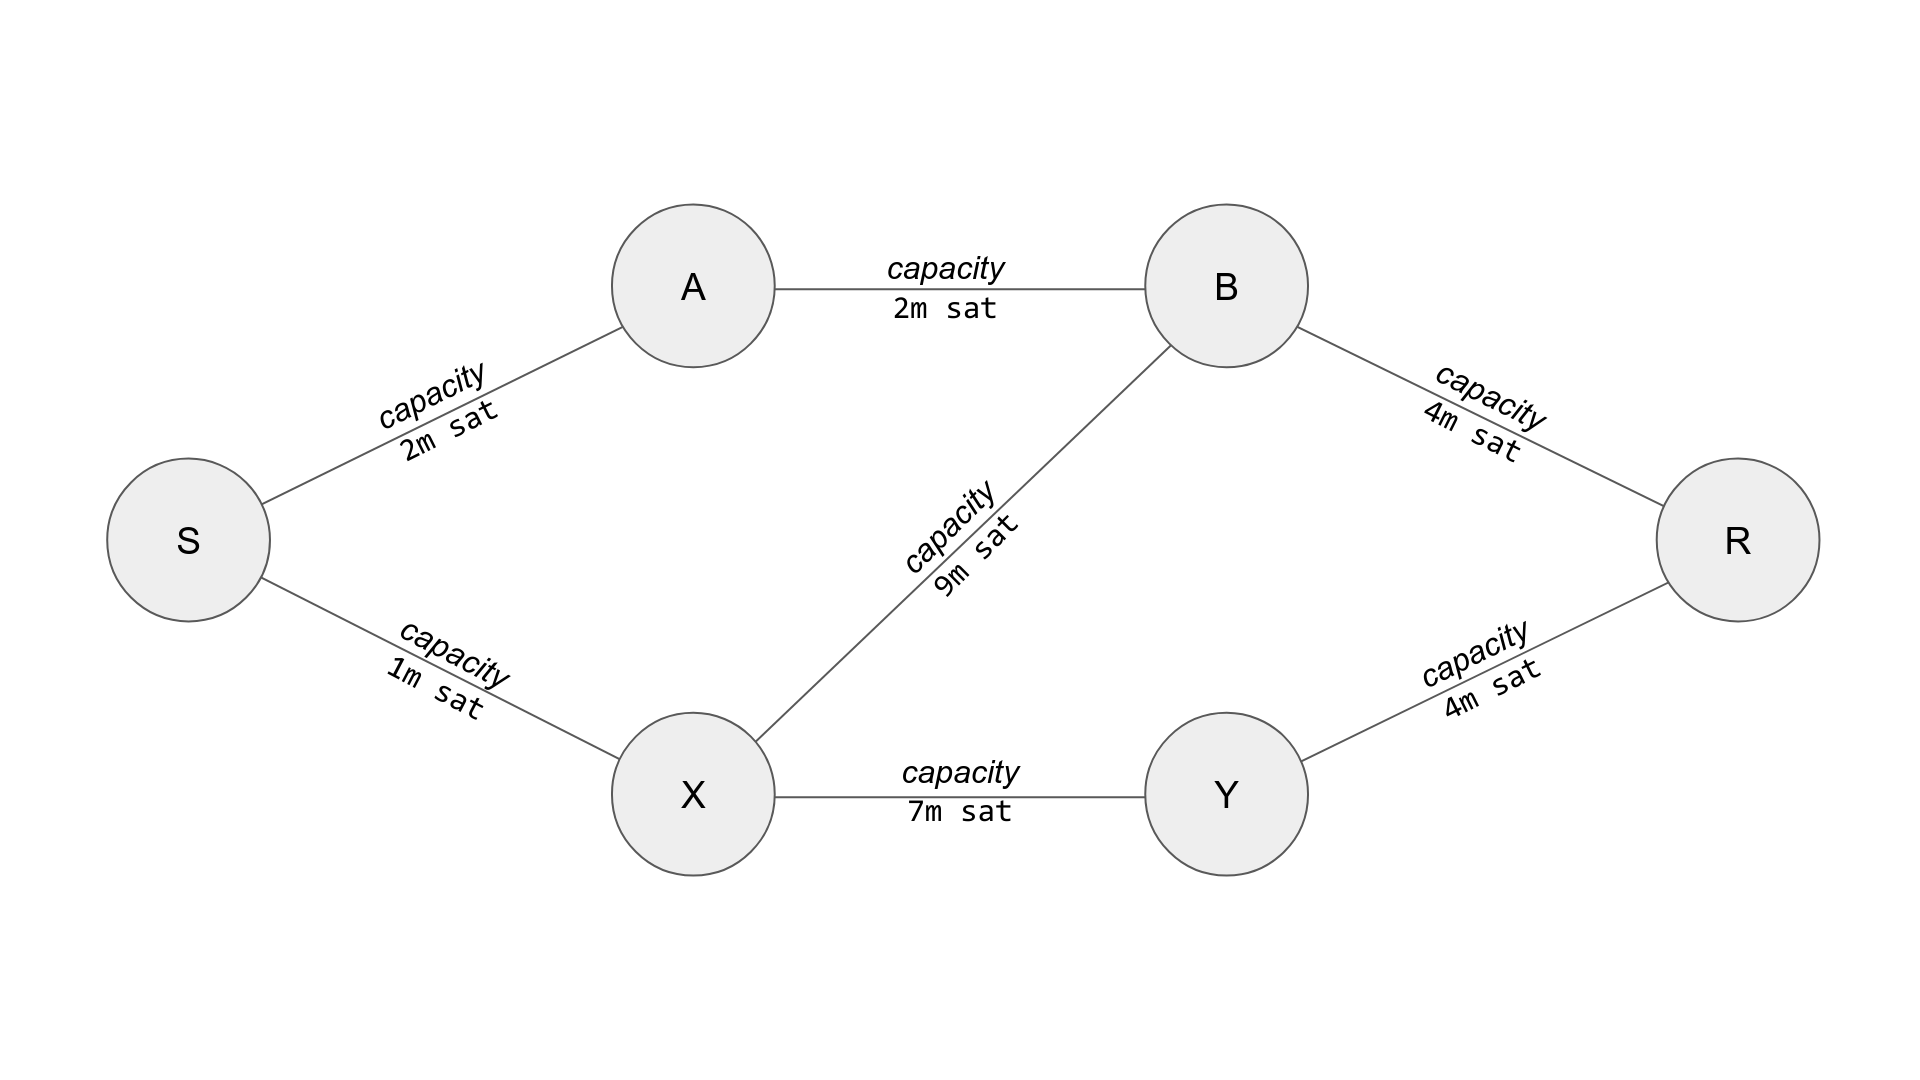 A
capacity
2m sat
B
capacity
2m sat
capacity
4m sat
S
capacity
9m sat
R
capacity
1m sat
capacity
4m sat
X
capacity
7m sat
Y